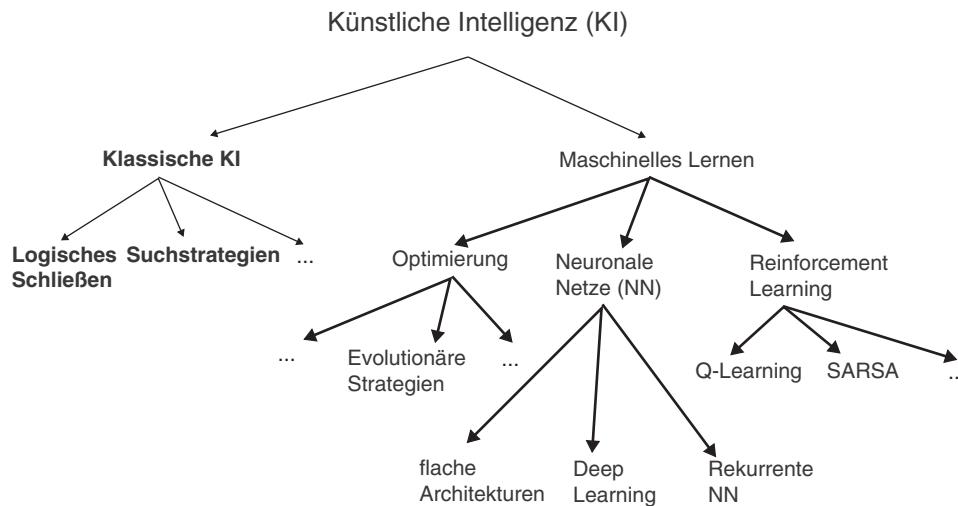 Künstliche Intelligenz (KI)
Klassische KI
Maschinelles Lernen
Logisches Suchstrategien ...
Schließen
Optimierung
Neuronale
Netze (NN)
Reinforcement
Learning
...
Evolutionäre
Strategien
...
Q-Learning
SARSA
..
flache
Architekturen
Deep
Learning
Rekurrente
NN